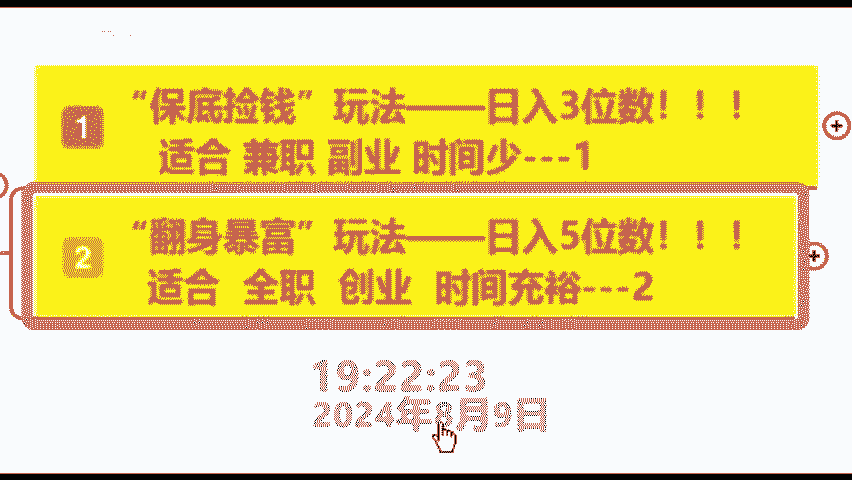 1
“保底捡钱”玩法——日入3位数！！！
适合 兼职 副业 时间少---1
2
“翻身暴富”玩法——日入5位数！！！
适合 全职 创业 时间充裕---2
19:22:23
2024年8月9日